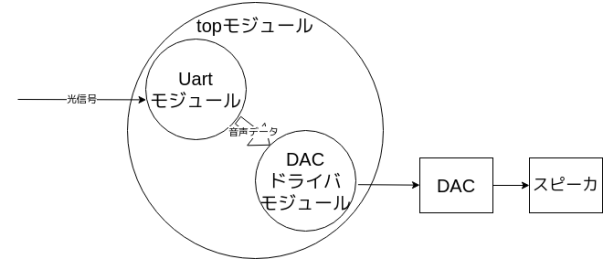 topモジュール
Uart
モジュール
光信号
音声データ
DAC
ドライバ
モジュール
DAC
スピーカ